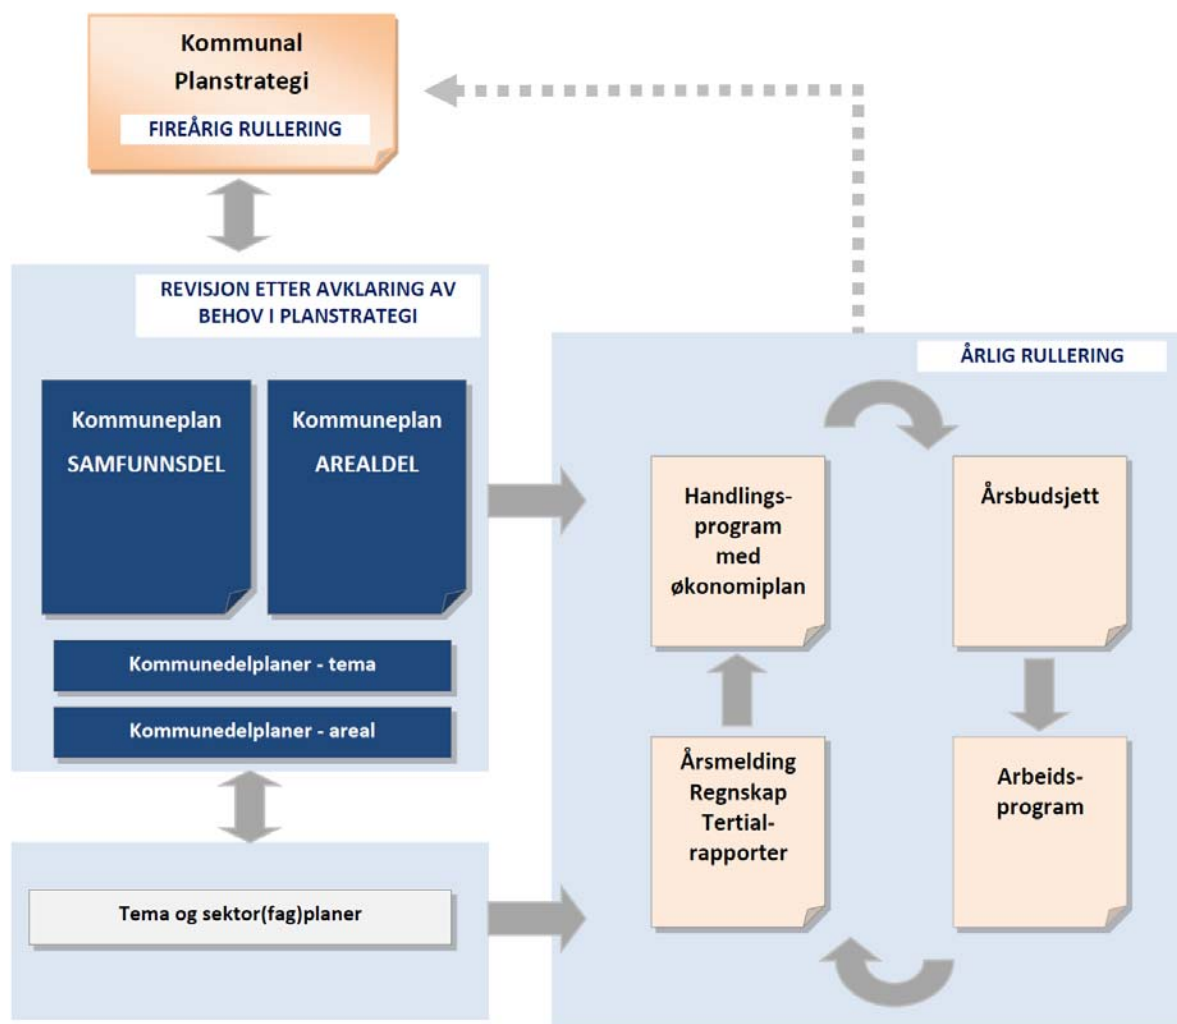 Kommunal
Planstrategi
FIREÅRIG RULLERING
REVISJON ETTER AVKLARING AV
BEHOV I PLANSTRATEGI
Kommuneplan
SAMFUNNSDEL
Kommuneplan
AREALDEL
Kommunedelplaner - tema
Kommunedelplaner - areal
Tema og sektor(fag)planer
ÅRLIG RULLERING
Handlings-
program
med
økonomiplan
Årsbudsjett
Årsmelding
Regnskap
Tertial-
rapporter
Arbeids-
program